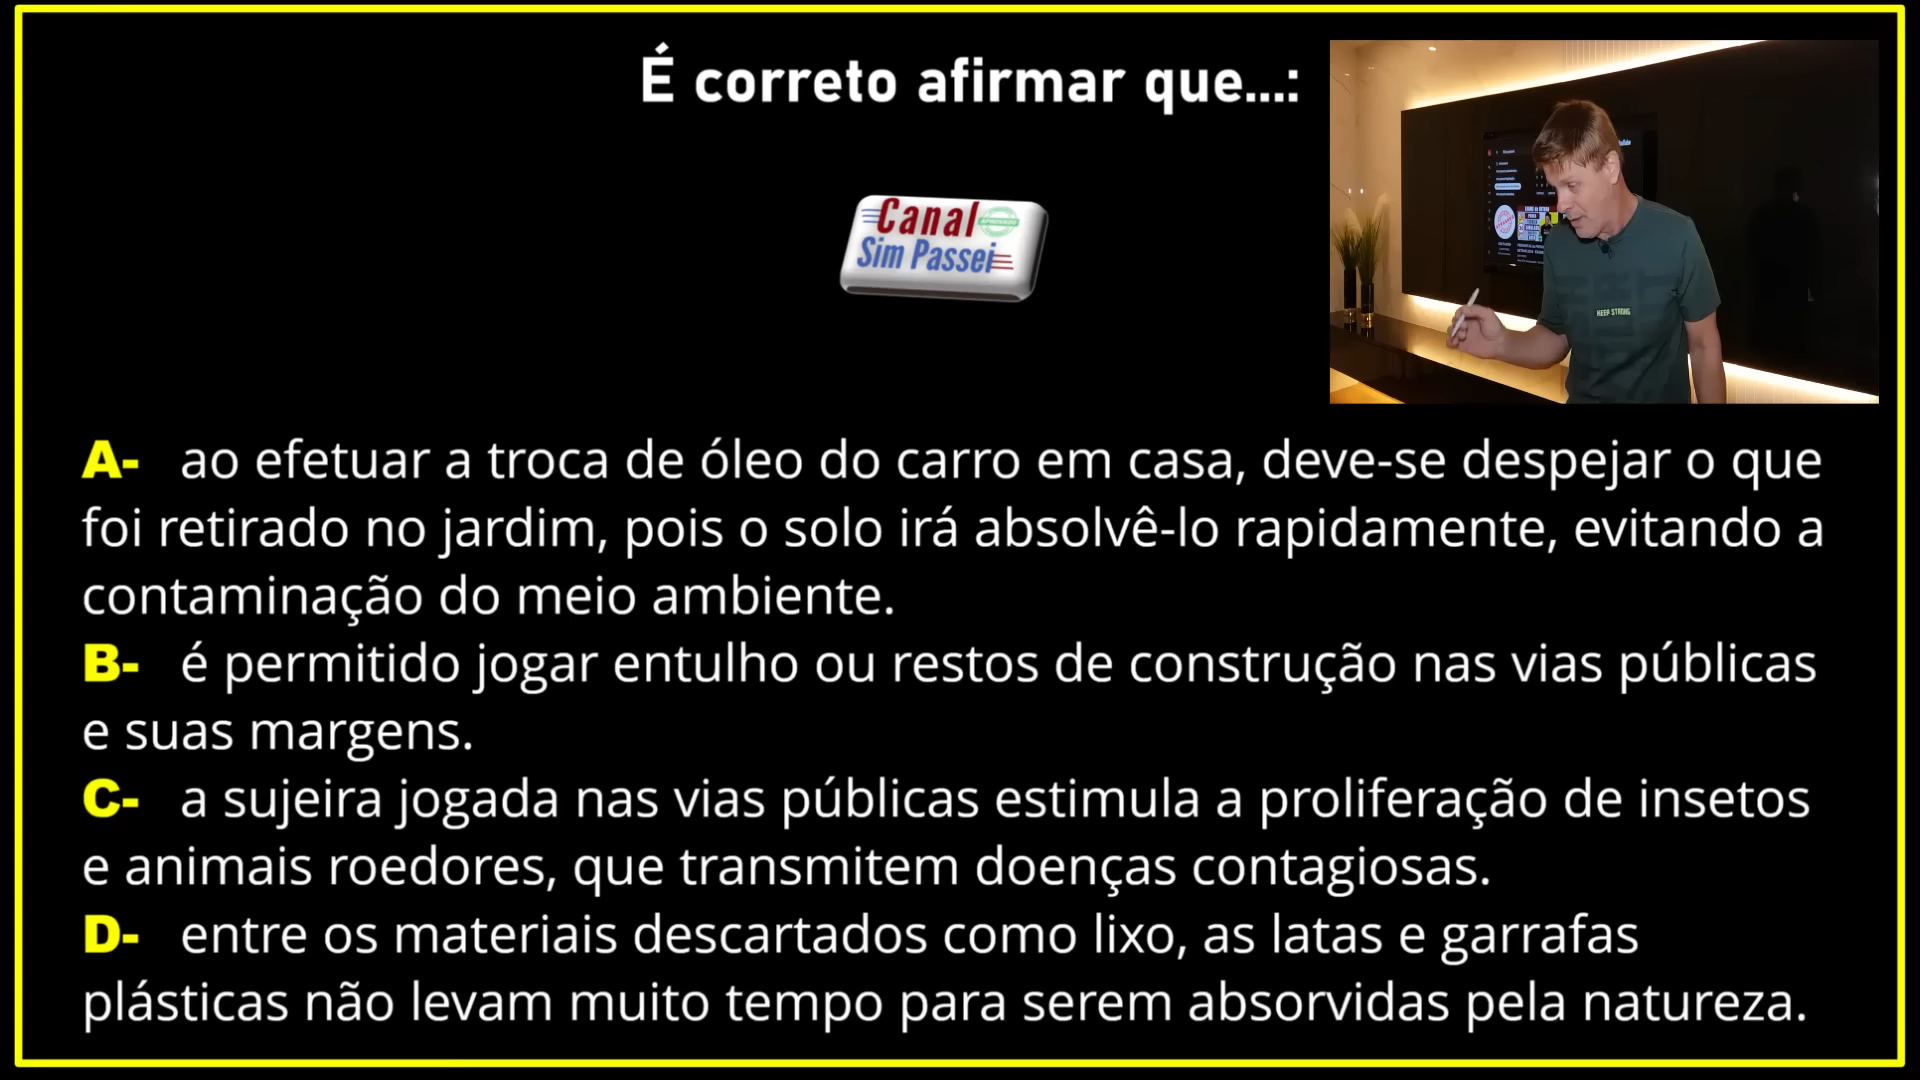 É correto afirmar que...:
Canal
Sim Passei
KEEP STRONG
A- ao efetuar a troca de óleo do carro em casa, deve-se despejar o que
foi retirado no jardim, pois o solo irá absolvê-lo rapidamente, evitando a
contaminação do meio ambiente.
B- é permitido jogar entulho ou restos de construção nas vias públicas
e suas margens.
C- a sujeira jogada nas vias públicas estimula a proliferação de insetos
e animais roedores, que transmitem doenças contagiosas.
D- entre os materiais descartados como lixo, as latas e garrafas
plásticas não levam muito tempo para serem absorvidas pela natureza.